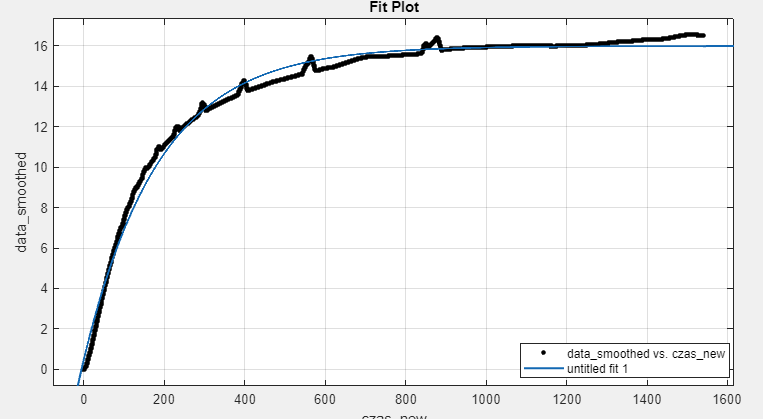 Fit Plot
data_smoothed
16
14
12
10
8
6
4
2
0
0 200 400 600 800 1000 1200 1400 1600
czas_new
data_smoothed vs. czas_new
untitled fit 1